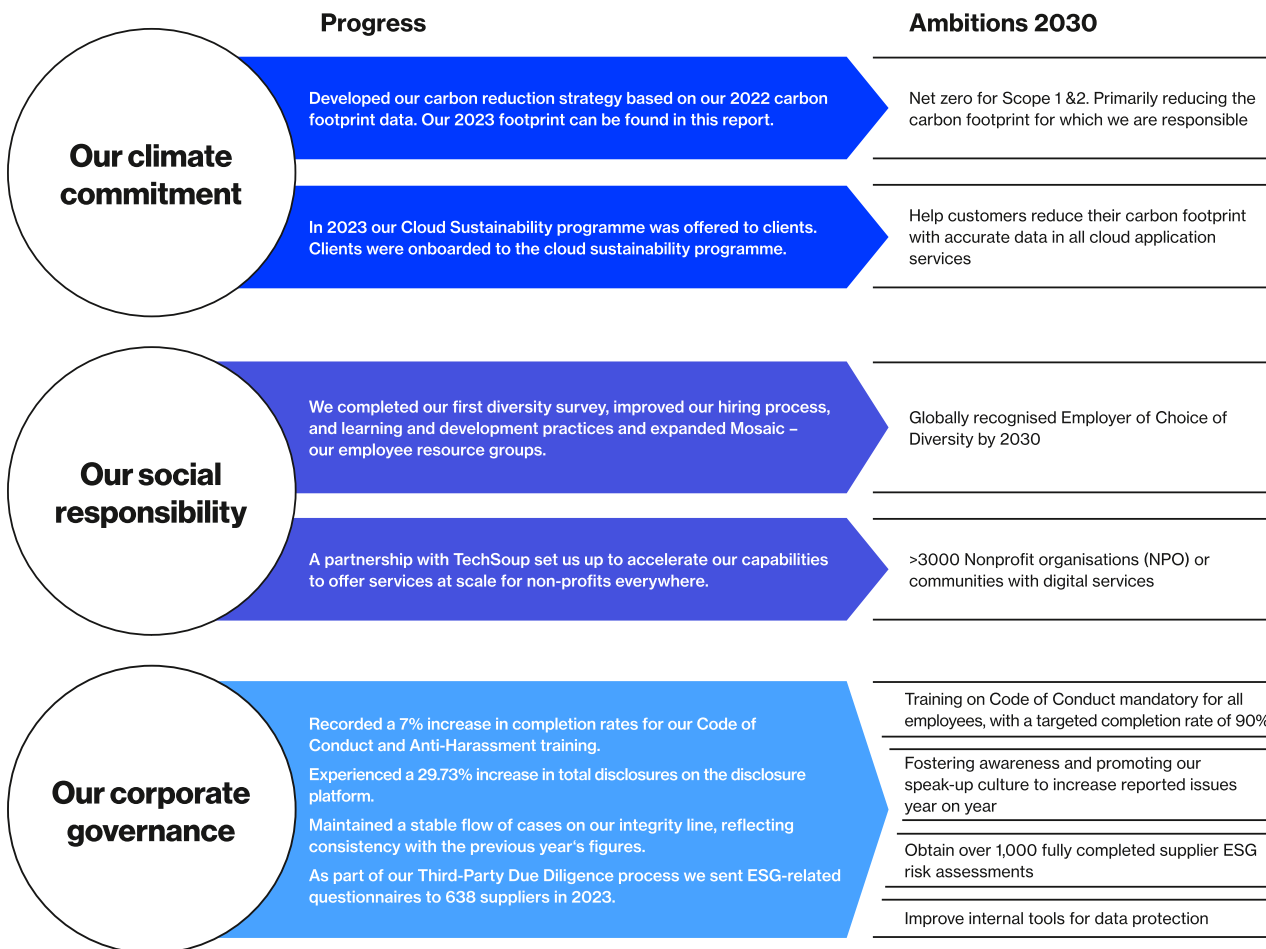 Progress
Ambitions 2030
Our climate
commitment
Developed our carbon reduction strategy based on our 2022 carbon
footprint data. Our 2023 footprint can be found in this report.
Net zero for Scope 1 &2. Primarily reducing the
carbon footprint for which we are responsible
In 2023 our Cloud Sustainability programme was offered to clients.
Clients were onboarded to the cloud sustainability programme.
Help customers reduce their carbon footprint
with accurate data in all cloud application
services
Our social
responsibility
We completed our first diversity survey, improved our hiring process,
and learning and development practices and expanded Mosaic –
our employee resource groups.
Globally recognised Employer of Choice of
Diversity by 2030
A partnership with TechSoup set us up to accelerate our capabilities
to offer services at scale for non-profits everywhere.
>3000 Nonprofit organisations (NPO) or
communities with digital services
Our corporate
governance
Recorded a 7% increase in completion rates for our Code of
Conduct and Anti-Harassment training.
Experienced a 29.73% increase in total disclosures on the disclosure
platform.
Maintained a stable flow of cases on our integrity line, reflecting
consistency with the previous year's figures.
As part of our Third-Party Due Diligence process we sent ESG-related
questionnaires to 638 suppliers in 2023.
Training on Code of Conduct mandatory for all
employees, with a targeted completion rate of 90%
Fostering awareness and promoting our
speak-up culture to increase reported issues
year on year
Obtain over 1,000 fully completed supplier ESG
risk assessments
Improve internal tools for data protection